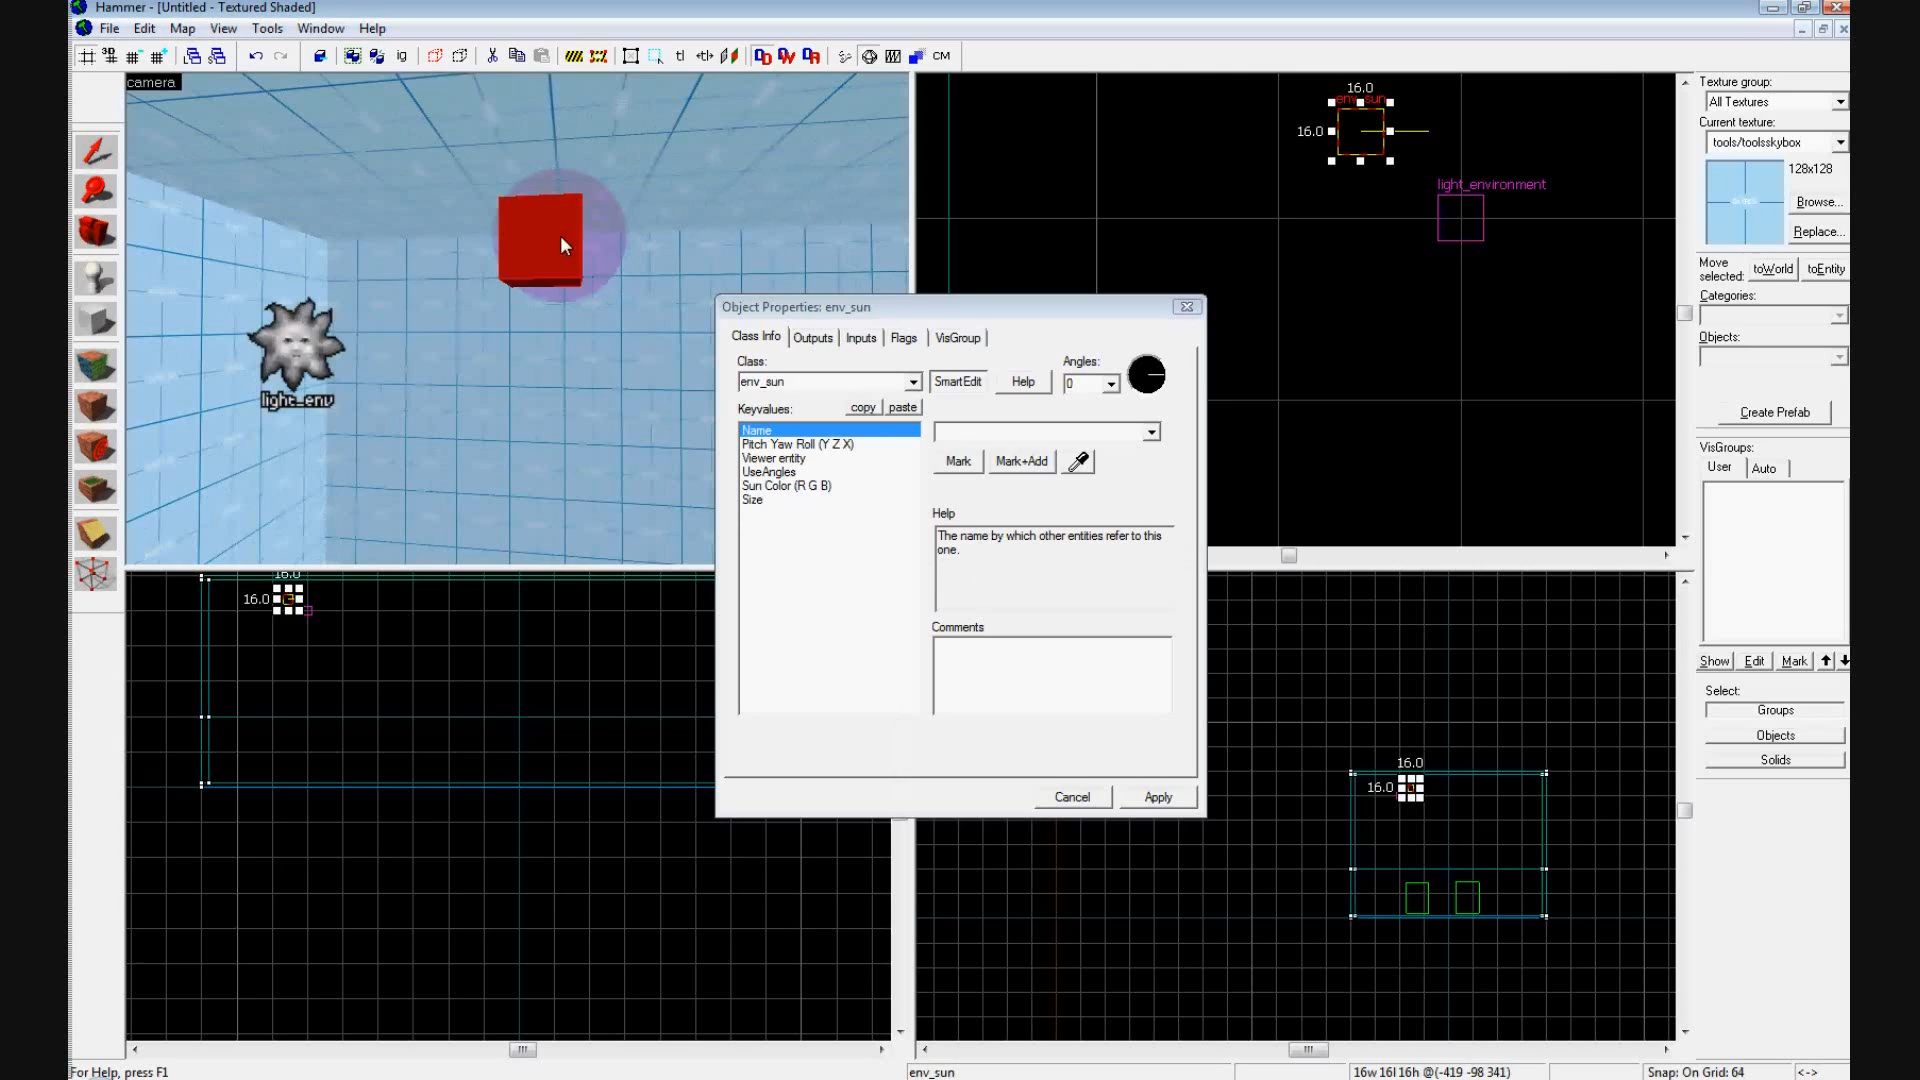 Hammer - [Untitled - Textured Shaded]
File Edit Map View Tools Window Help
3D
ig
tl
CM
camera
light_env
16.0
env_sun
16.0
light_environment
Texture group:
All Textures
Current texture:
tools/toolsskybox
128x128
Browse...
Replace...
Move selected:
toWorld
toEntity
Categories:
Objects:
Create Prefab
VisGroups:
User
Auto
Show
Edit
Mark
Select:
Groups
Objects
Solids
Object Properties: env_sun
Class Info
Outputs
Inputs
Flags
VisGroup
Class:
env_sun
SmartEdit
Help
Angles:
0
Keyvalues:
copy
paste
Name
Pitch Yaw Roll (Y Z X)
Viewer entity
UseAngles
Sun Color (R G B)
Size
Mark
Mark+Add
Help
The name by which other entities refer to this
one.
Comments
Cancel
Apply
16.0
16.0
16.0
16.0
For Help, press F1
env_sun
16w 16l 16h @(-419 -98 341)
Snap: On Grid: 64
<->